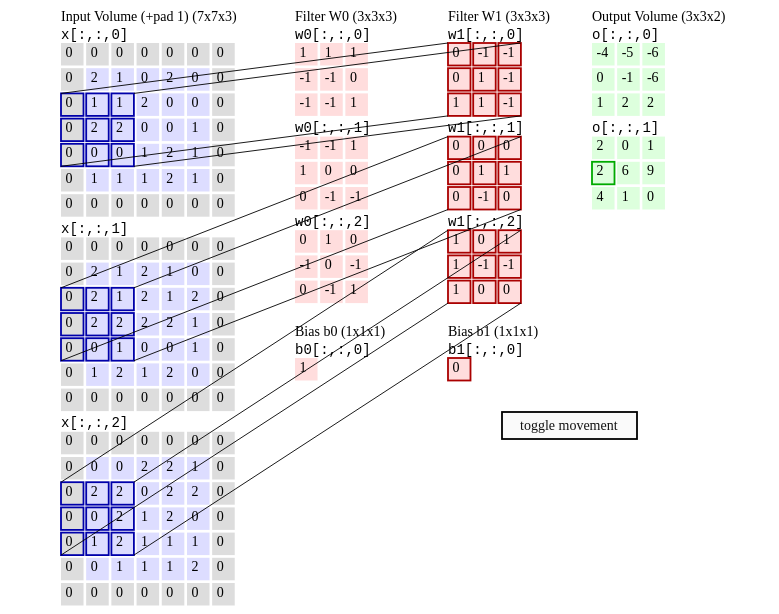 Input Volume (+pad 1) (7x7x3)
x[:,:,0]
0 0 0 0 0 0 0
0 2 1 0 2 0 0
0 1 1 2 0 0 0
0 2 2 0 0 1 0
0 0 0 1 2 1 0
0 1 1 1 2 1 0
0 0 0 0 0 0 0
x[:,:,1]
0 0 0 0 0 0 0
0 2 1 2 1 0 0
0 2 1 2 1 2 0
0 2 2 2 2 1 0
0 0 1 0 0 1 0
0 1 2 1 2 0 0
0 0 0 0 0 0 0
x[:,:,2]
0 0 0 0 0 0 0
0 0 0 2 2 1 0
0 2 2 0 2 2 0
0 0 2 1 2 0 0
0 1 2 1 1 1 0
0 0 1 1 1 2 0
0 0 0 0 0 0 0
Filter W0 (3x3x3)
w0[:,:,0]
1 1 1
-1 -1 0
-1 -1 1
w0[:,:,1]
-1 -1 1
1 0 0
0 -1 -1
w0[:,:,2]
0 1 0
-1 0 -1
0 -1 1
Bias b0 (1x1x1)
b0[:,:,0]
1
Filter W1 (3x3x3)
w1[:,:,0]
0 -1 -1
0 1 -1
1 1 -1
w1[:,:,1]
0 0 0
0 1 1
0 -1 0
w1[:,:,2]
1 0 1
1 -1 -1
1 0 0
Bias b1 (1x1x1)
b1[:,:,0]
0
Output Volume (3x3x2)
o[:,:,0]
-4 -5 -6
0 -1 -6
1 2 2
o[:,:,1]
2 0 1
2 6 9
4 1 0
toggle movement